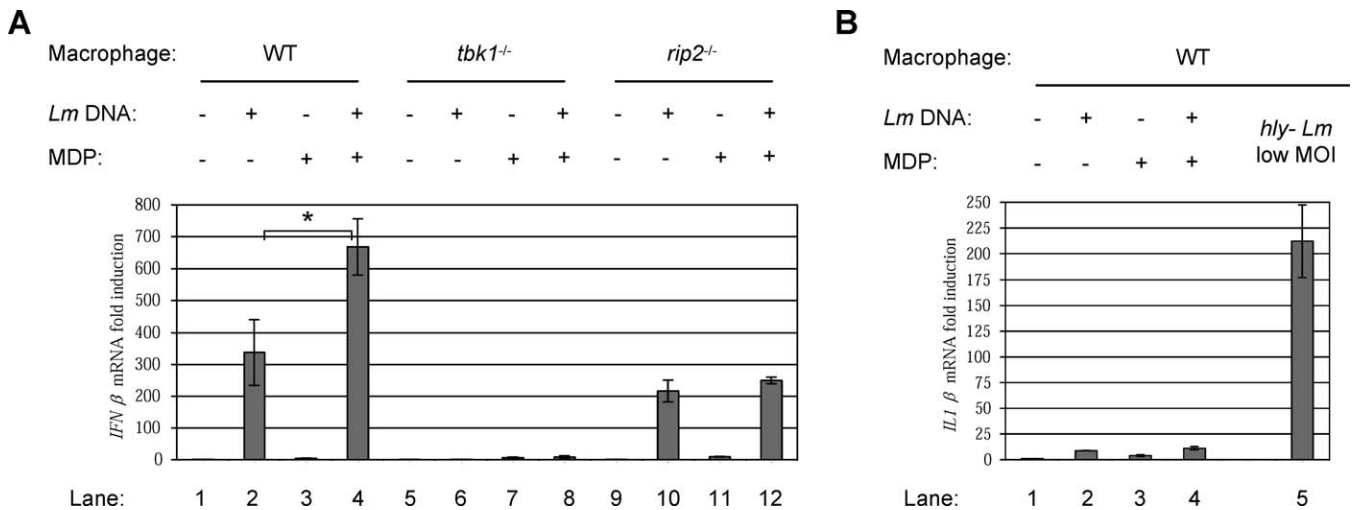 A
Macrophage: WT tbk1-/- rip2-/-
Lm DNA: - + - + - + - + - + - +
MDP: - - + + - - + + - - + +
800
700
600
500
400
300
200
100
0
IFN β mRNA fold induction
*
Lane: 1 2 3 4 5 6 7 8 9 10 11 12
B
Macrophage: WT
Lm DNA: - + - +
MDP: - - + +
hly- Lm
low MOI
250
225
200
175
150
125
100
75
50
25
0
IL1 β mRNA fold induction
Lane: 1 2 3 4 5